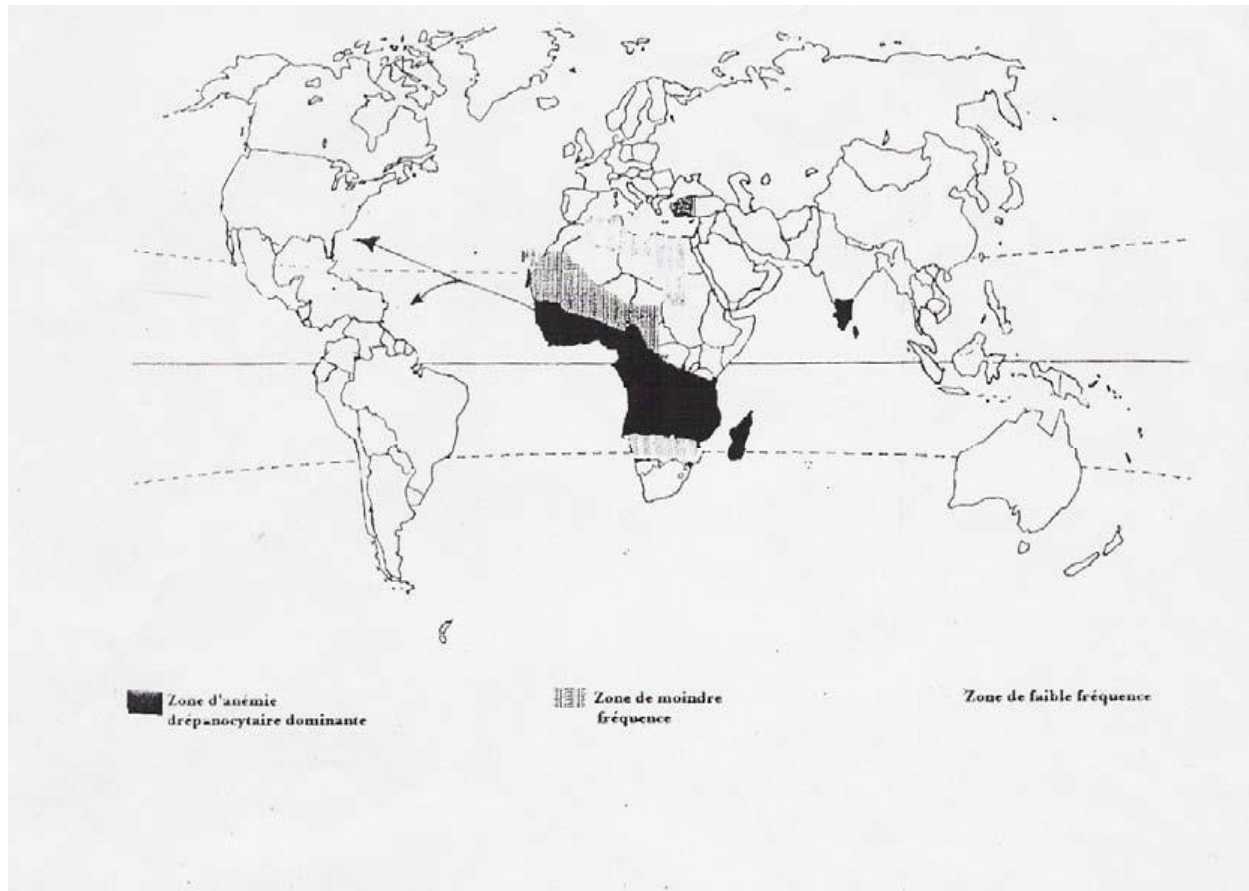 Zone d'anémie
drépanocytaire dominante
Zone de moindre
fréquence
Zone de faible fréquence